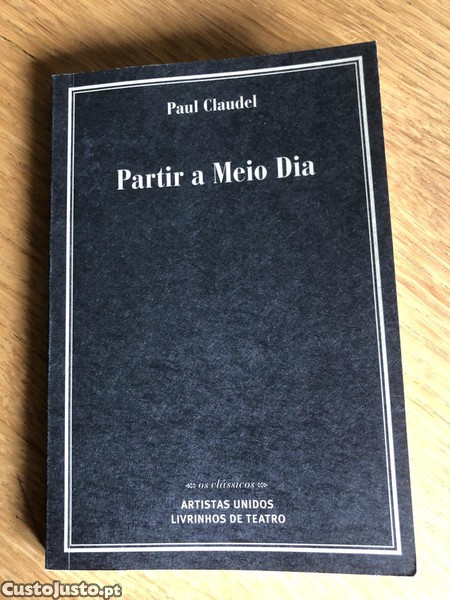 Paul Claudel
Partir a Meio Dia
os clássicos
ARTISTAS UNIDOS
LIVRINHOS DE TEATRO
CustoJusto.pt